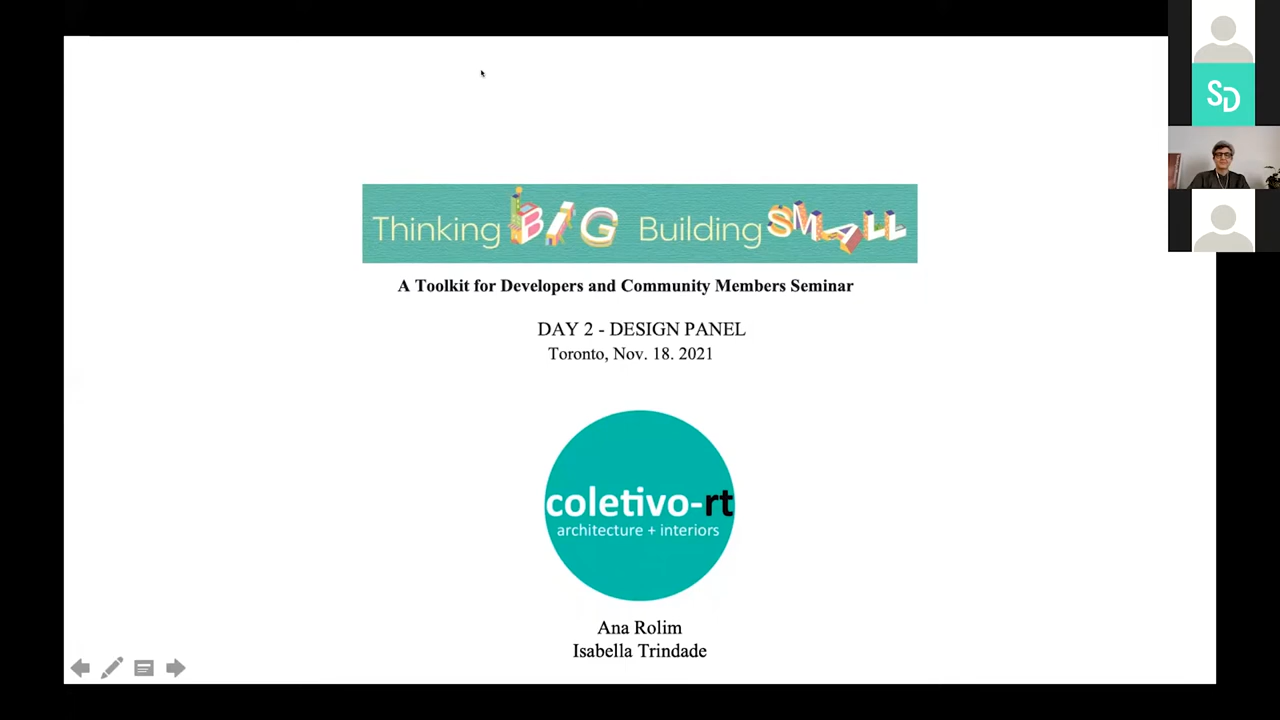 Thinking BIG Building SMALL
A Toolkit for Developers and Community Members Seminar
DAY 2 - DESIGN PANEL
Toronto, Nov. 18. 2021
coletivo-rt
architecture + interiors
Ana Rolim
Isabella Trindade
SD